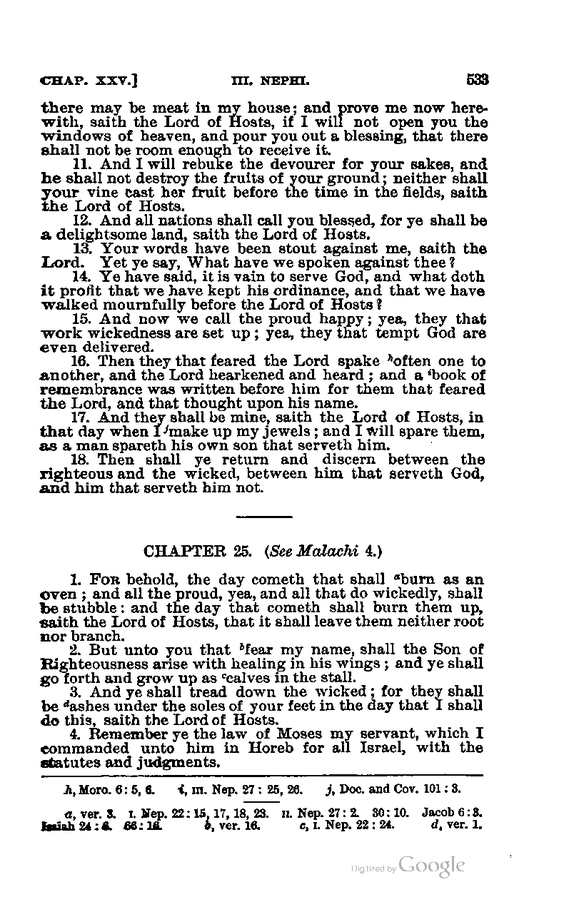 CHAP. XXV.] III. NEPHI. 533
there may be meat in my house; and prove me now here-
with, saith the Lord of Hosts, if I will not open you the
windows of heaven, and pour you out a blessing, that there
shall not be room enough to receive it.
11. And I will rebuke the devourer for your sakes, and
he shall not destroy the fruits of your ground; neither shall
your vine cast her fruit before the time in the fields, saith
the Lord of Hosts.
12. And all nations shall call you blessed, for ye shall be
a delightsome land, saith the Lord of Hosts.
13. Your words have been stout against me, saith the
Lord. Yet ye say, What have we spoken against thee?
14. Ye have said, it is vain to serve God, and what doth
it profit that we have kept his ordinance, and that we have
walked mournfully before the Lord of Hosts?
15. And now we call the proud happy; yea, they that
work wickedness are set up; yea, they that tempt God are
even delivered.
16. Then they that feared the Lord spake hoften one to
another, and the Lord hearkened and heard; and a ibook of
remembrance was written before him for them that feared
the Lord, and that thought upon his name.
17. And they shall be mine, saith the Lord of Hosts, in
that day when I jmake up my jewels; and I will spare them,
as a man spareth his own son that serveth him.
18. Then shall ye return and discern between the
righteous and the wicked, between him that serveth God,
and him that serveth him not.
CHAPTER 25. (See Malachi 4.)
1. FOR behold, the day cometh that shall aburn as an
oven; and all the proud, yea, and all that do wickedly, shall
be stubble: and the day that cometh shall burn them up,
saith the Lord of Hosts, that it shall leave them neither root
nor branch.
2. But unto you that bfear my name, shall the Son of
Righteousness arise with healing in his wings; and ye shall
go forth and grow up as ccalves in the stall.
3. And ye shall tread down the wicked; for they shall
be dashes under the soles of your feet in the day that I shall
do this, saith the Lord of Hosts.
4. Remember ye the law of Moses my servant, which I
commanded unto him in Horeb for all Israel, with the
statutes and judgments.
h, Moro. 6: 5, 6. i, III. Nep. 27: 25, 26. j, Doc. and Cov. 101: 3.
a, ver. 3. I. Nep. 22: 15, 17, 18, 23. II. Nep. 27: 2. 30: 10. Jacob 6: 3.
Isaiah 24: 6. 66: b, ver. 16. c, I. Nep. 22: 24. d, ver. 1.
Digitized by Google